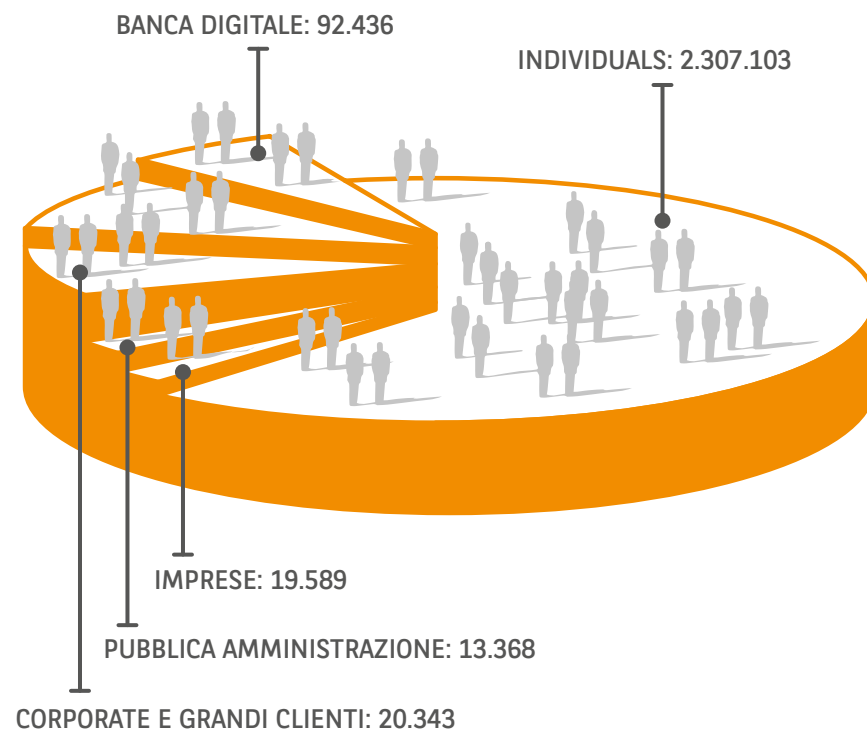 BANCA DIGITALE: 92.436
INDIVIDUALS: 2.307.103
IMPRESE: 19.589
PUBBLICA AMMINISTRAZIONE: 13.368
CORPORATE E GRANDI CLIENTI: 20.343